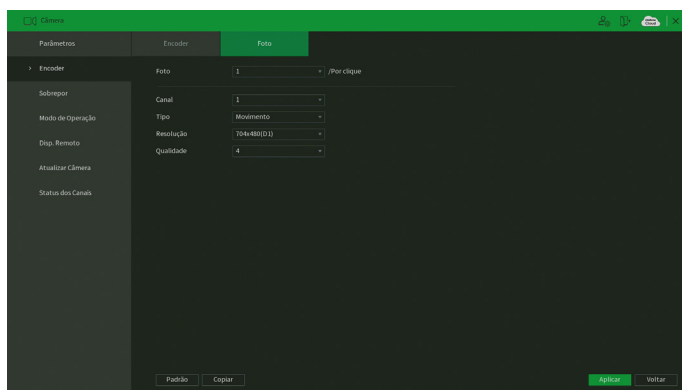 Câmera
Parâmetros
Encoder
Foto
Encoder
Foto 1 /Por clique
Sobrepor
Canal 1
Modo de Operação
Tipo Movimento
Resolução 704x480(D1)
Disp. Remoto
Qualidade 4
Atualizar Câmera
Status dos Canais
Padrão
Copiar
Aplicar
Voltar